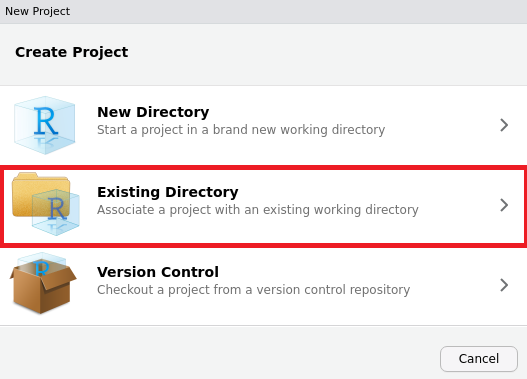 New Project
Create Project
R
New Directory
Start a project in a brand new working directory
R
Existing Directory
Associate a project with an existing working directory
R
Version Control
Checkout a project from a version control repository
Cancel